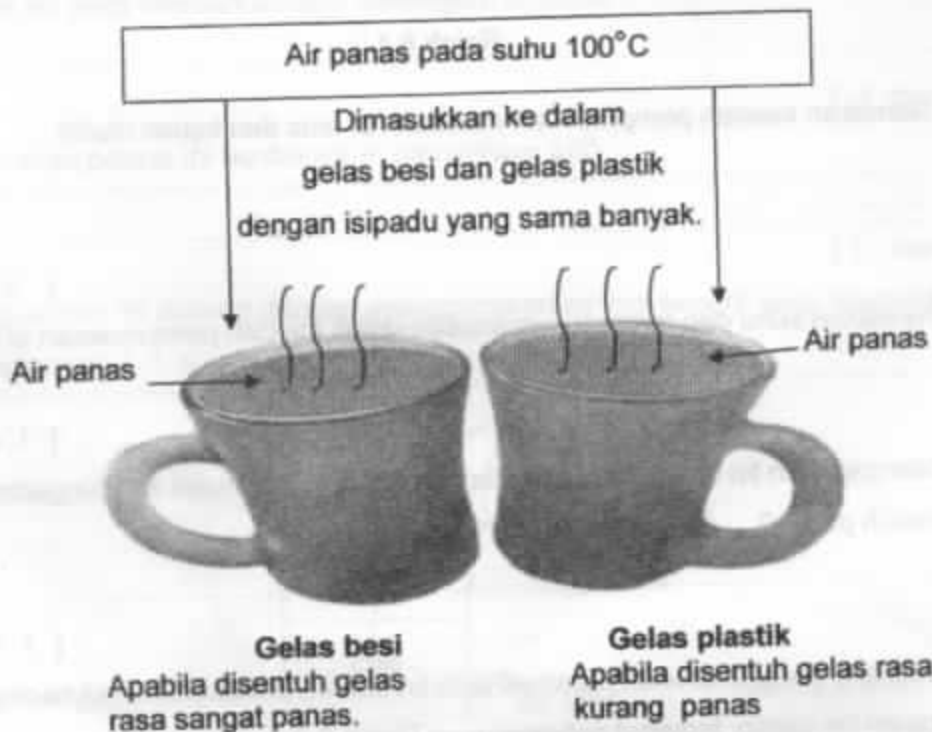 Air panas pada suhu 100°C
Dimasukkan ke dalam
gelas besi dan gelas plastik
dengan isipadu yang sama banyak.
Air panas
Air panas
Gelas besi
Apabila disentuh gelas
rasa sangat panas.
Gelas plastik
Apabila disentuh gelas rasa
kurang panas